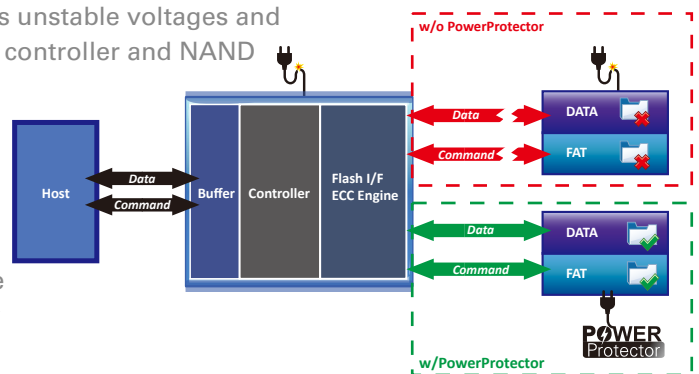 s unstable voltages and
controller and NAND
e
w/o PowerProtector
Host
Data
Command
Buffer
Controller
Flash I/F
ECC Engine
Data
Command
DATA
FAT
Data
Command
DATA
FAT
POWER
Protector
w/PowerProtector